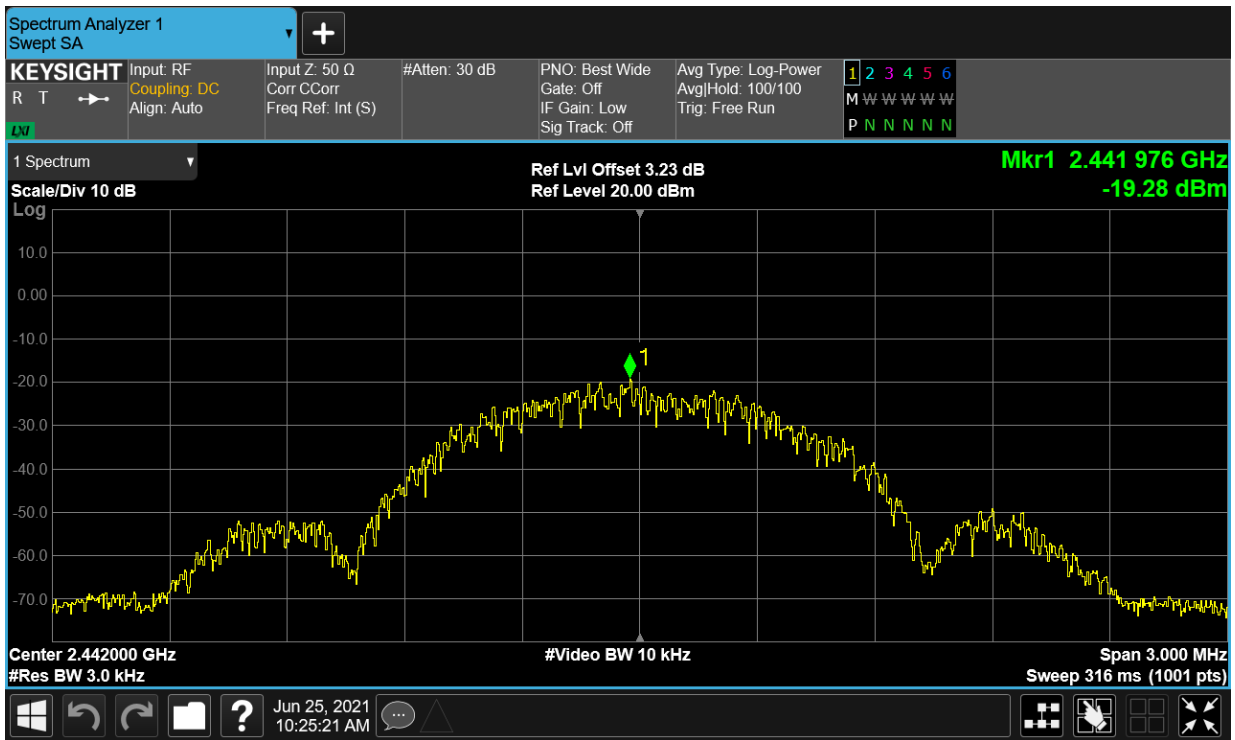 Spectrum Analyzer 1
Swept SA
KEYSIGHT
R T
LXI
Input: RF
Coupling: DC
Align: Auto
Input Z: 50 Ω
Corr CCorr
Freq Ref: Int (S)
#Atten: 30 dB
PNO: Best Wide
Gate: Off
IF Gain: Low
Sig Track: Off
Avg Type: Log-Power
Avg|Hold: 100/100
Trig: Free Run
1 2 3 4 5 6
M W W W W W
P N N N N N
1 Spectrum
Scale/Div 10 dB
Log
Ref Lvl Offset 3.23 dB
Ref Level 20.00 dBm
Mkr1 2.441 976 GHz
-19.28 dBm
10.0
0.00
-10.0
-20.0
-30.0
-40.0
-50.0
-60.0
-70.0
1
Center 2.442000 GHz
#Res BW 3.0 kHz
#Video BW 10 kHz
Span 3.000 MHz
Sweep 316 ms (1001 pts)
?
Jun 25, 2021
10:25:21 AM